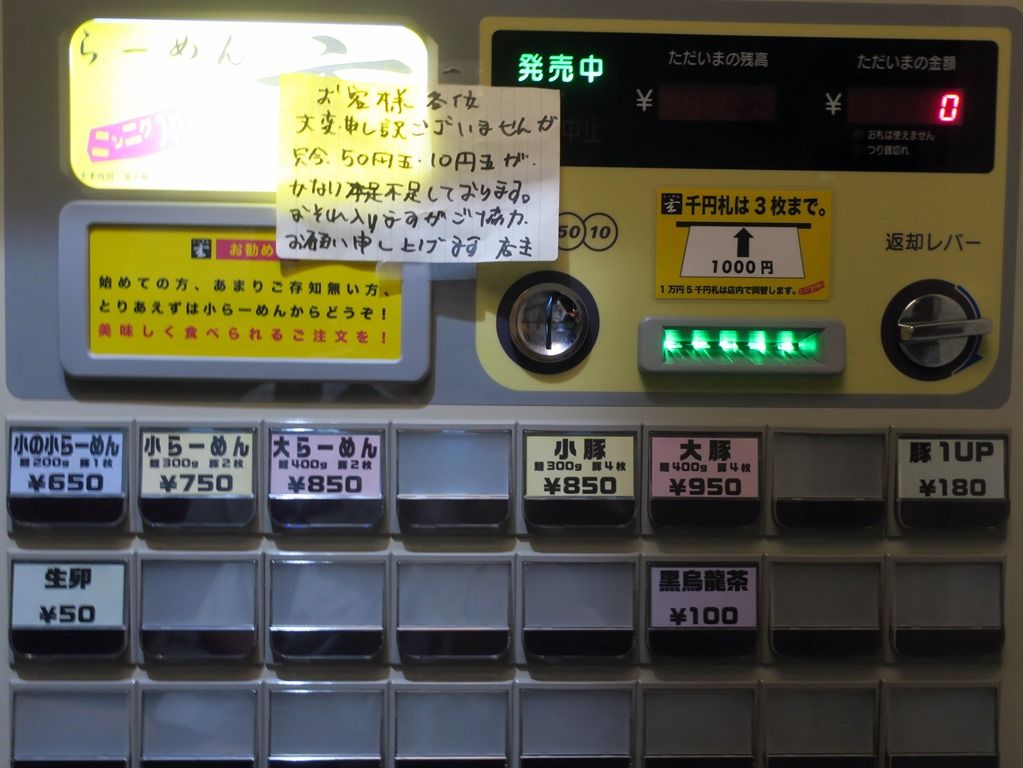 らーめん
ニンニク
お客様各位
大変申し訳ございませんが
只今、50円玉・10円玉が
かなり不足しております。
おそれ入りますがご協力
お願い申し上げます 店主
お勧め
始めての方、あまりご存知無い方、
とりあえずは小らーめんからどうぞ!
美味しく食べられるご注文を!
発売中
中止
ただいまの残高
¥
ただいまの金額
¥ 0
お札は使えません
つり銭切れ
50 10
玄 千円札は3枚まで。
1000円
1万円5千円札は店内で両替します。
返却レバー
小の小らーめん
麺200g 豚1枚
¥650
小らーめん
麺300g 豚2枚
¥750
大らーめん
麺400g 豚2枚
¥850
小豚
麺300g 豚4枚
¥850
大豚
麺400g 豚4枚
¥950
豚1UP
¥180
生卵
¥50
黒烏龍茶
¥100